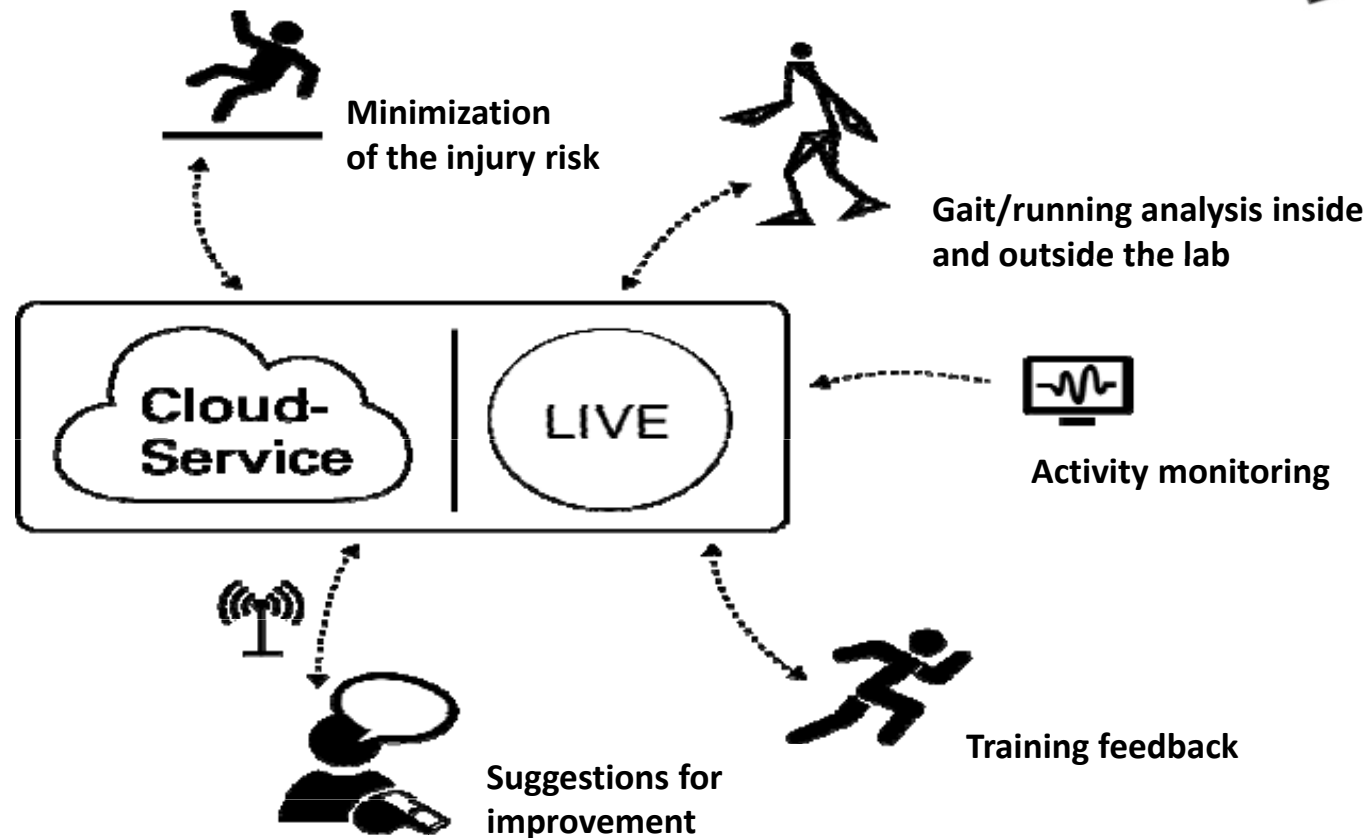 Minimization
of the injury risk
Gait/running analysis inside
and outside the lab
Cloud-
Service
LIVE
Activity monitoring
Training feedback
Suggestions for
improvement